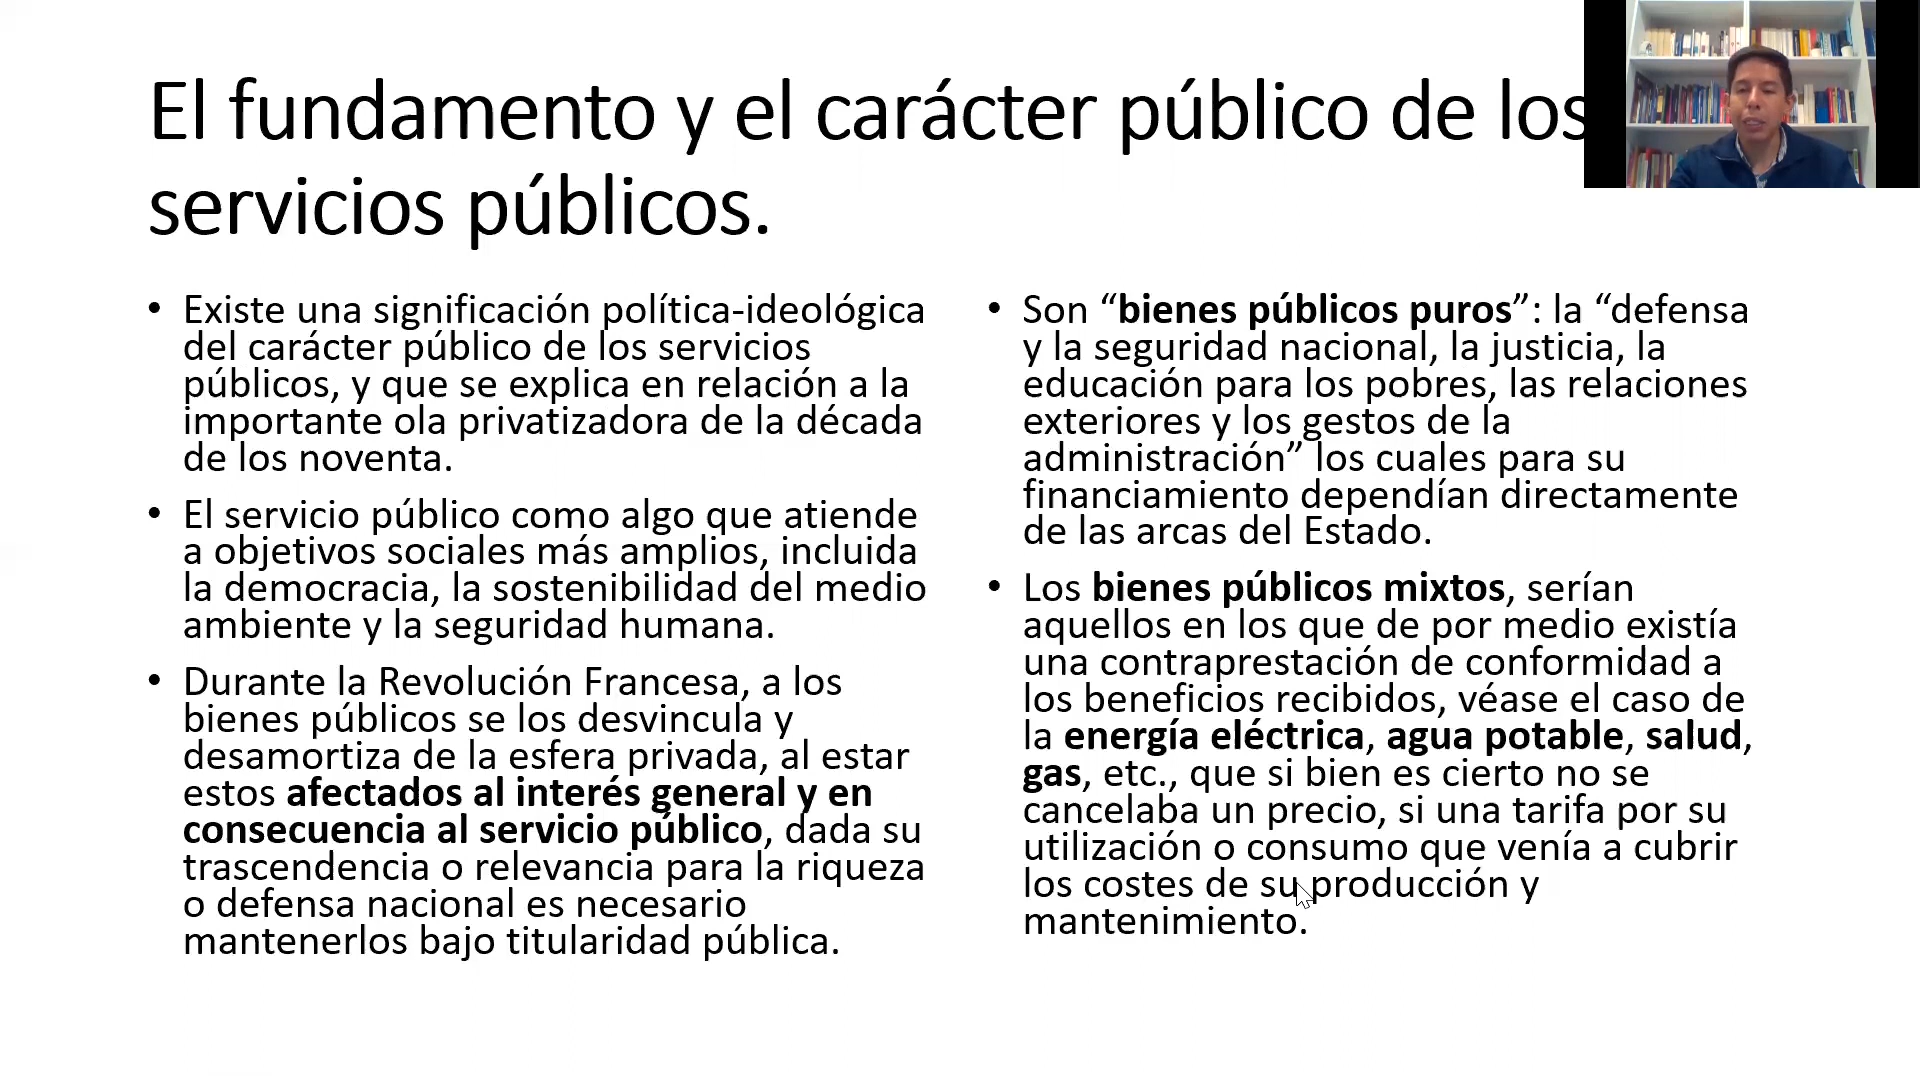 El fundamento y el carácter público de los
servicios públicos.
• Existe una significación política-ideológica
del carácter público de los servicios
públicos, y que se explica en relación a la
importante ola privatizadora de la década
de los noventa.
• El servicio público como algo que atiende
a objetivos sociales más amplios, incluida
la democracia, la sostenibilidad del medio
ambiente y la seguridad humana.
• Durante la Revolución Francesa, a los
bienes públicos se los desvincula y
desamortiza de la esfera privada, al estar
estos afectados al interés general y en
consecuencia al servicio público, dada su
trascendencia o relevancia para la riqueza
o defensa nacional es necesario
mantenerlos bajo titularidad pública.
• Son “bienes públicos puros”: la “defensa
y la seguridad nacional, la justicia, la
educación para los pobres, las relaciones
exteriores y los gestos de la
administración” los cuales para su
financiamiento dependían directamente
de las arcas del Estado.
• Los bienes públicos mixtos, serían
aquellos en los que de por medio existía
una contraprestación de conformidad a
los beneficios recibidos, véase el caso de
la energía eléctrica, agua potable, salud,
gas, etc., que si bien es cierto no se
cancelaba un precio, si una tarifa por su
utilización o consumo que venía a cubrir
los costes de su producción y
mantenimiento.